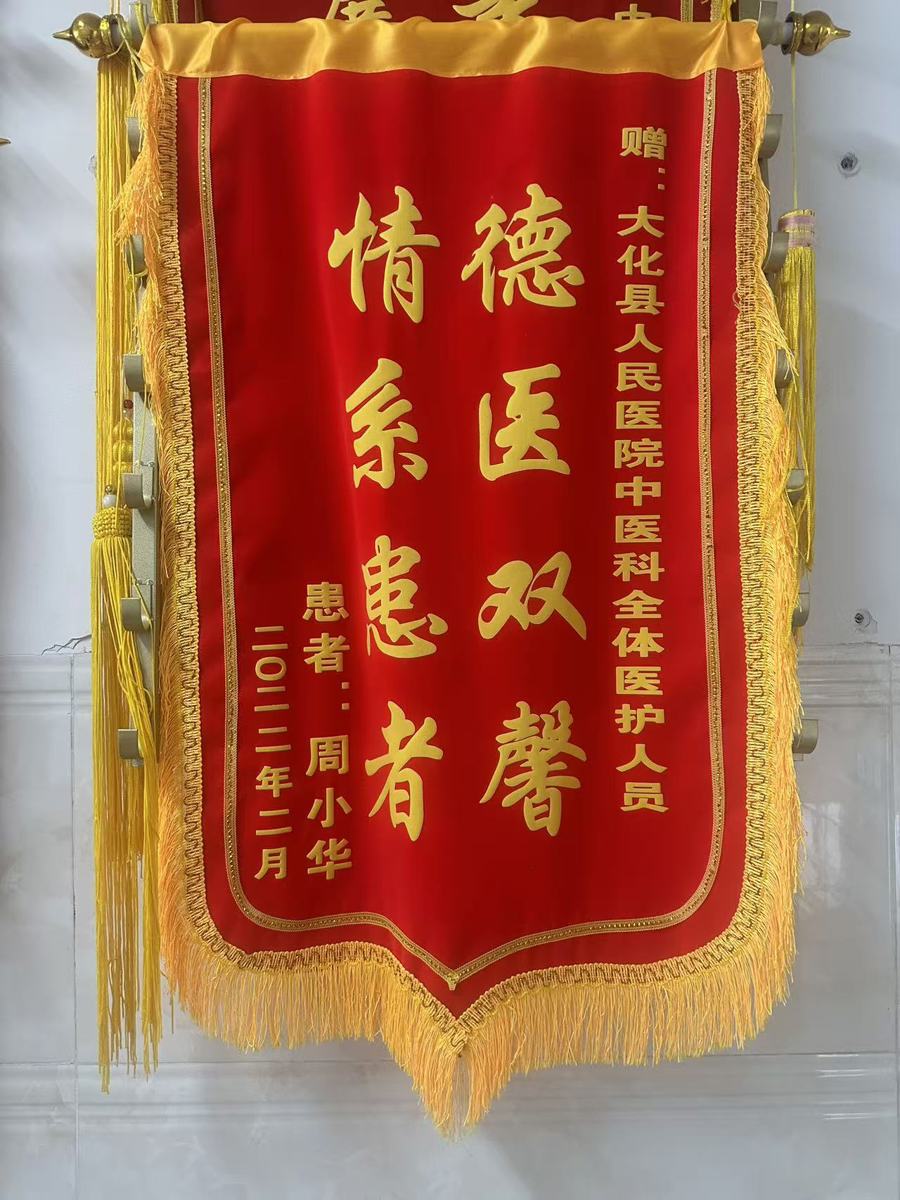 赠：大化县人民医院中医科全体医护人员
德医双馨
情系患者
患者：周小华
二〇二二年二月